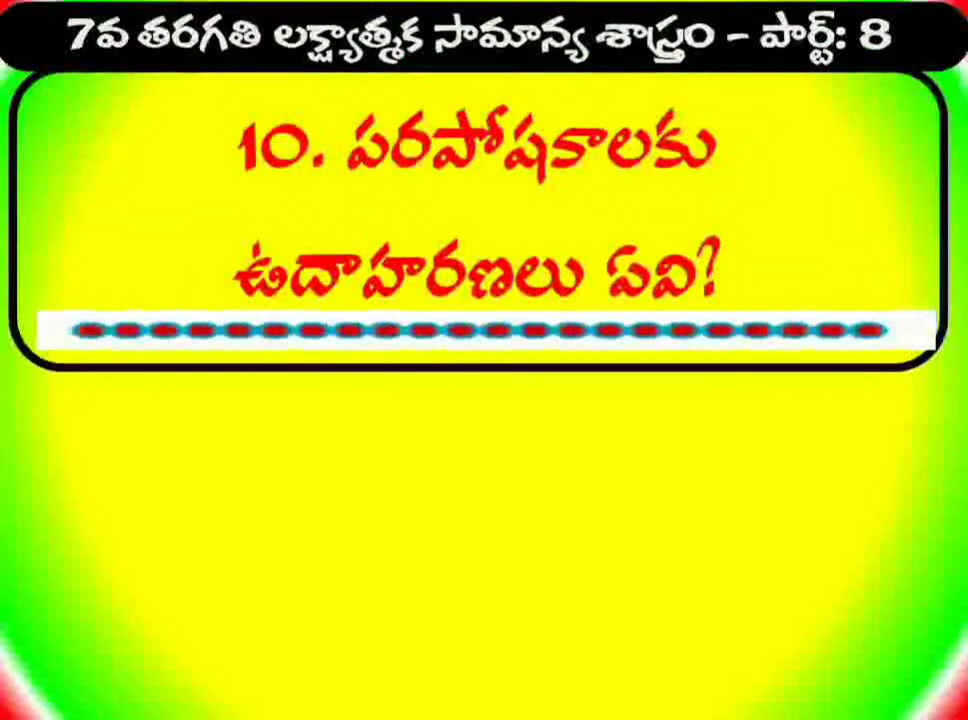 7వ తరగతి లక్ష్యాత్మక సామాన్య శాస్త్రం - పార్ట్: 8
10. పరపోషకాలకు
ఉదాహరణలు ఏవి?